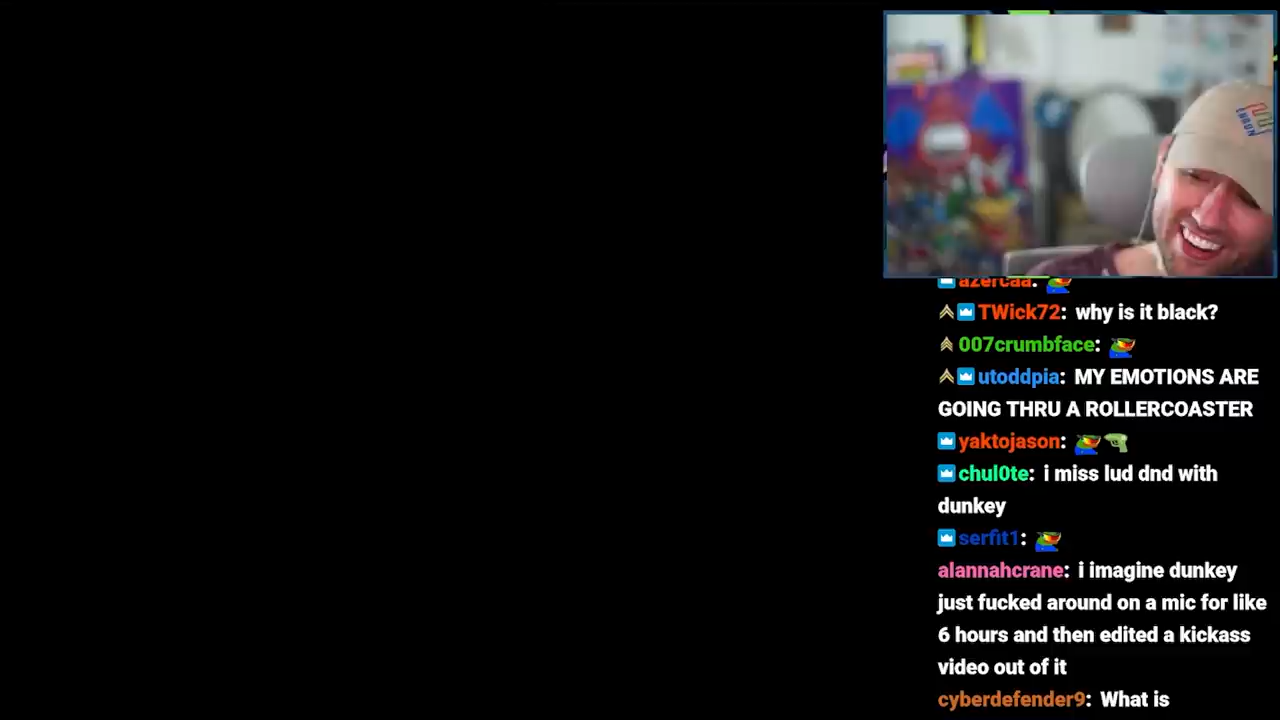 azercaa:
TWick72: why is it black?
007crumbface:
utoddpia: MY EMOTIONS ARE
GOING THRU A ROLLERCOASTER
yaktojason:
chul0te: i miss lud dnd with
dunkey
serfit1:
alannahcrane: i imagine dunkey
just fucked around on a mic for like
6 hours and then edited a kickass
video out of it
cyberdefender9: What is